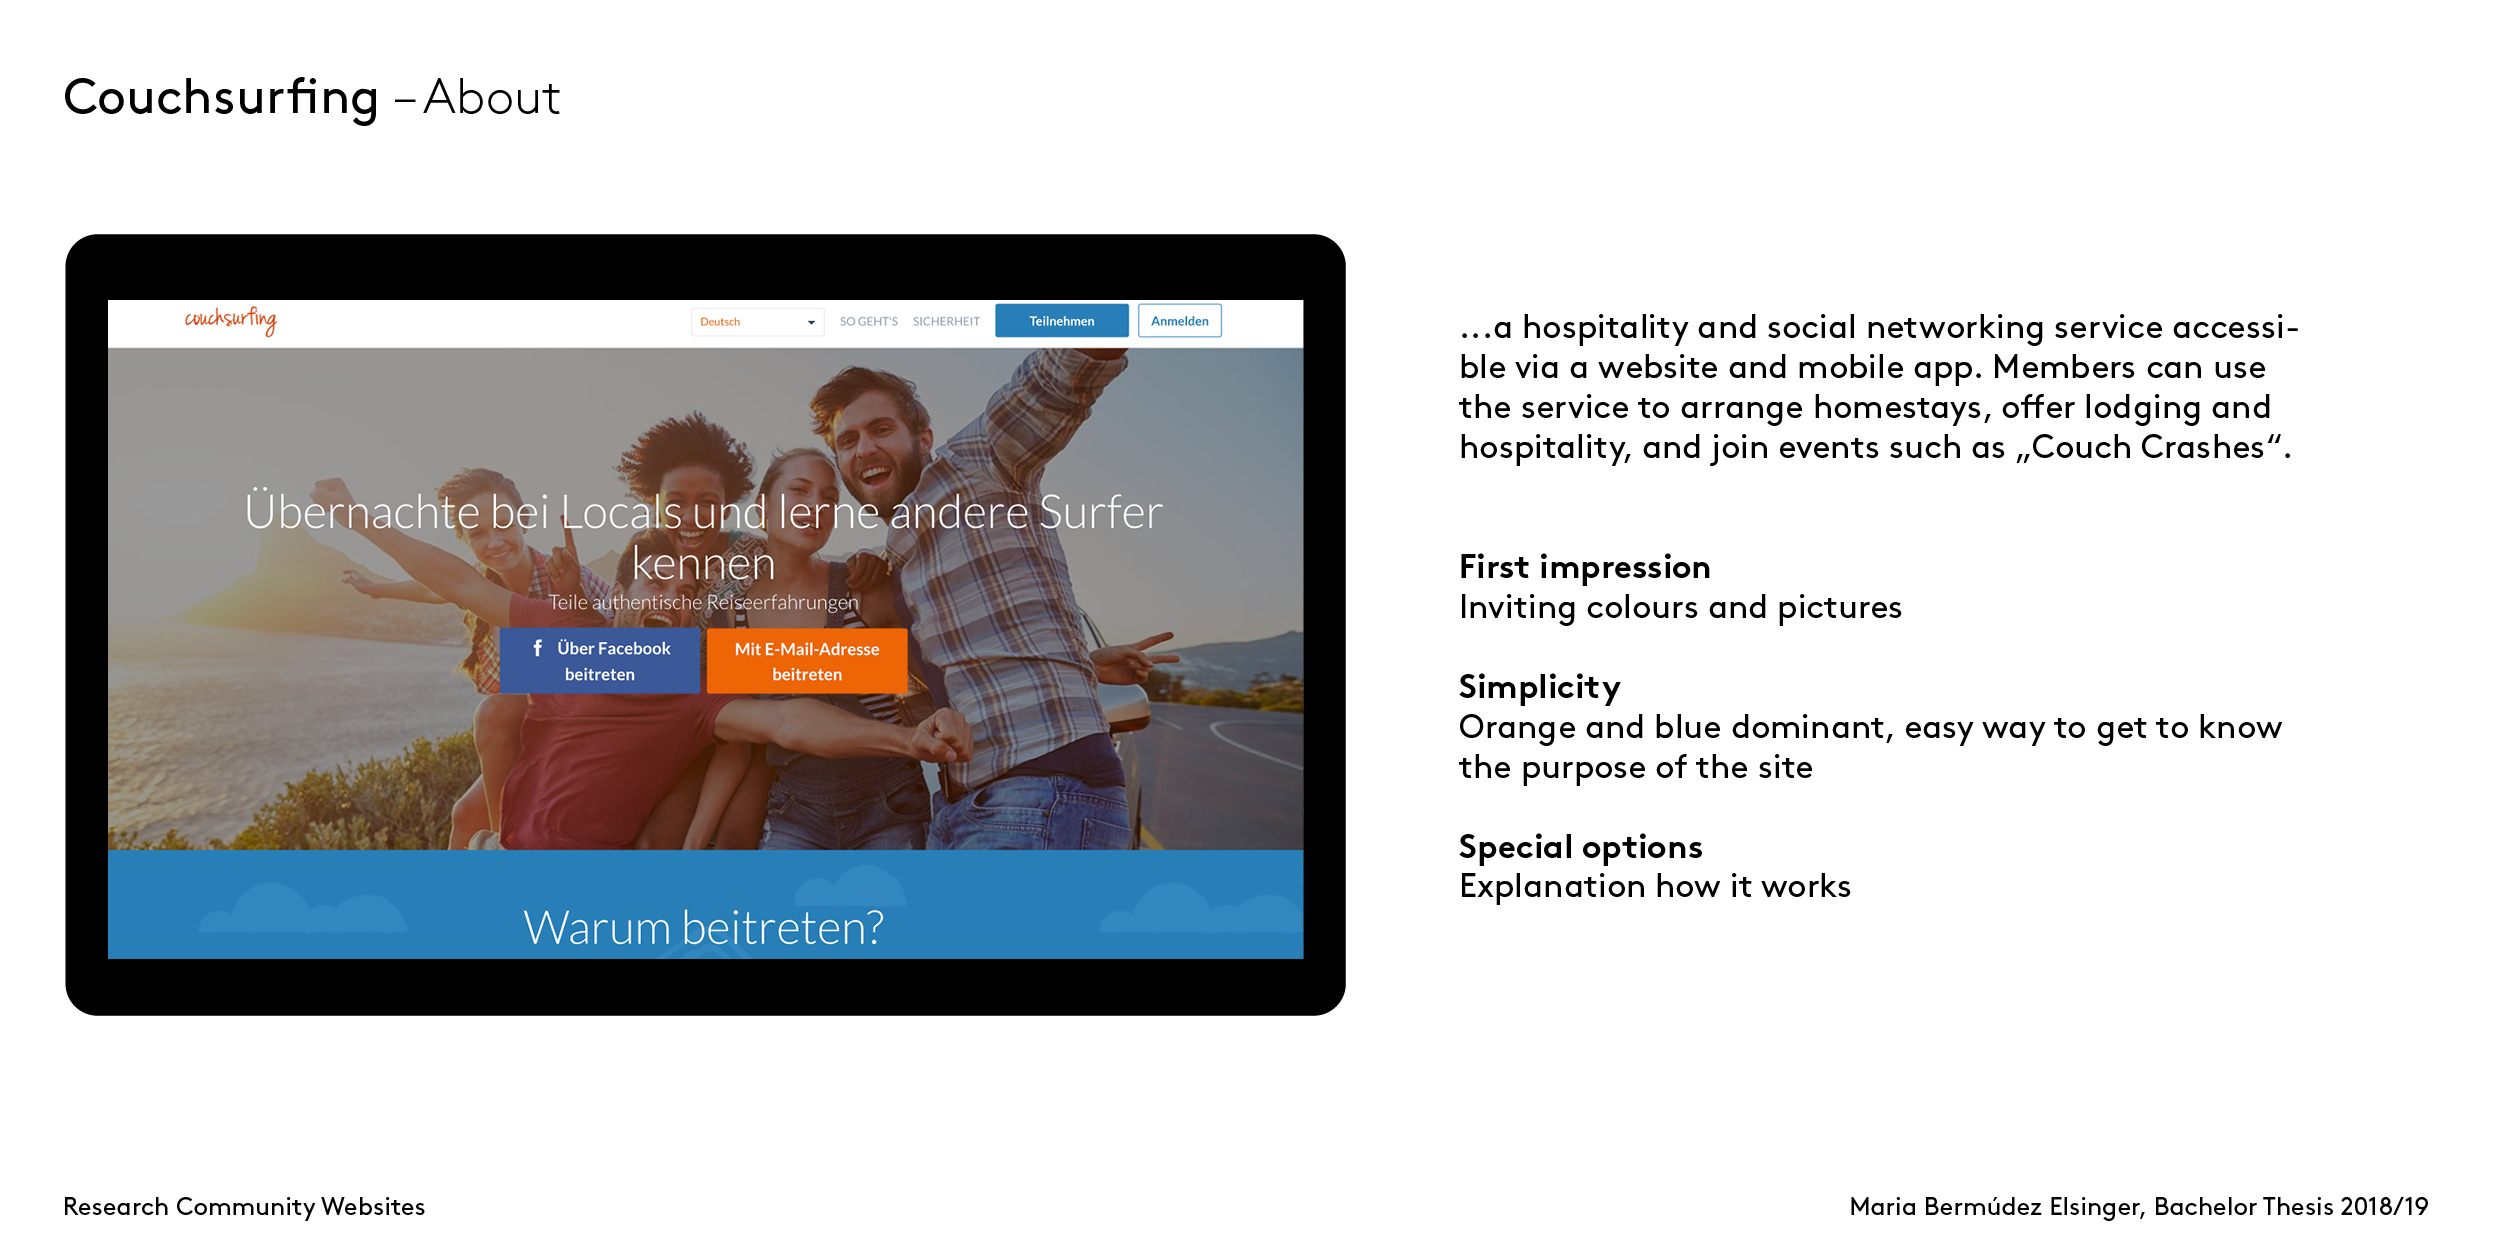 Couchsurfing – About
couchsurfing
Deutsch
SO GEHT'S
SICHERHEIT
Teilnehmen
Anmelden
Übernachte bei Locals und lerne andere Surfer
kennen
Teile authentische Reiseerfahrungen
f Über Facebook
beitreten
Mit E-Mail-Adresse
beitreten
Warum beitreten?
...a hospitality and social networking service accessi-
ble via a website and mobile app. Members can use
the service to arrange homestays, offer lodging and
hospitality, and join events such as „Couch Crashes“.
First impression
Inviting colours and pictures
Simplicity
Orange and blue dominant, easy way to get to know
the purpose of the site
Special options
Explanation how it works
Research Community Websites
Maria Bermúdez Elsinger, Bachelor Thesis 2018/19